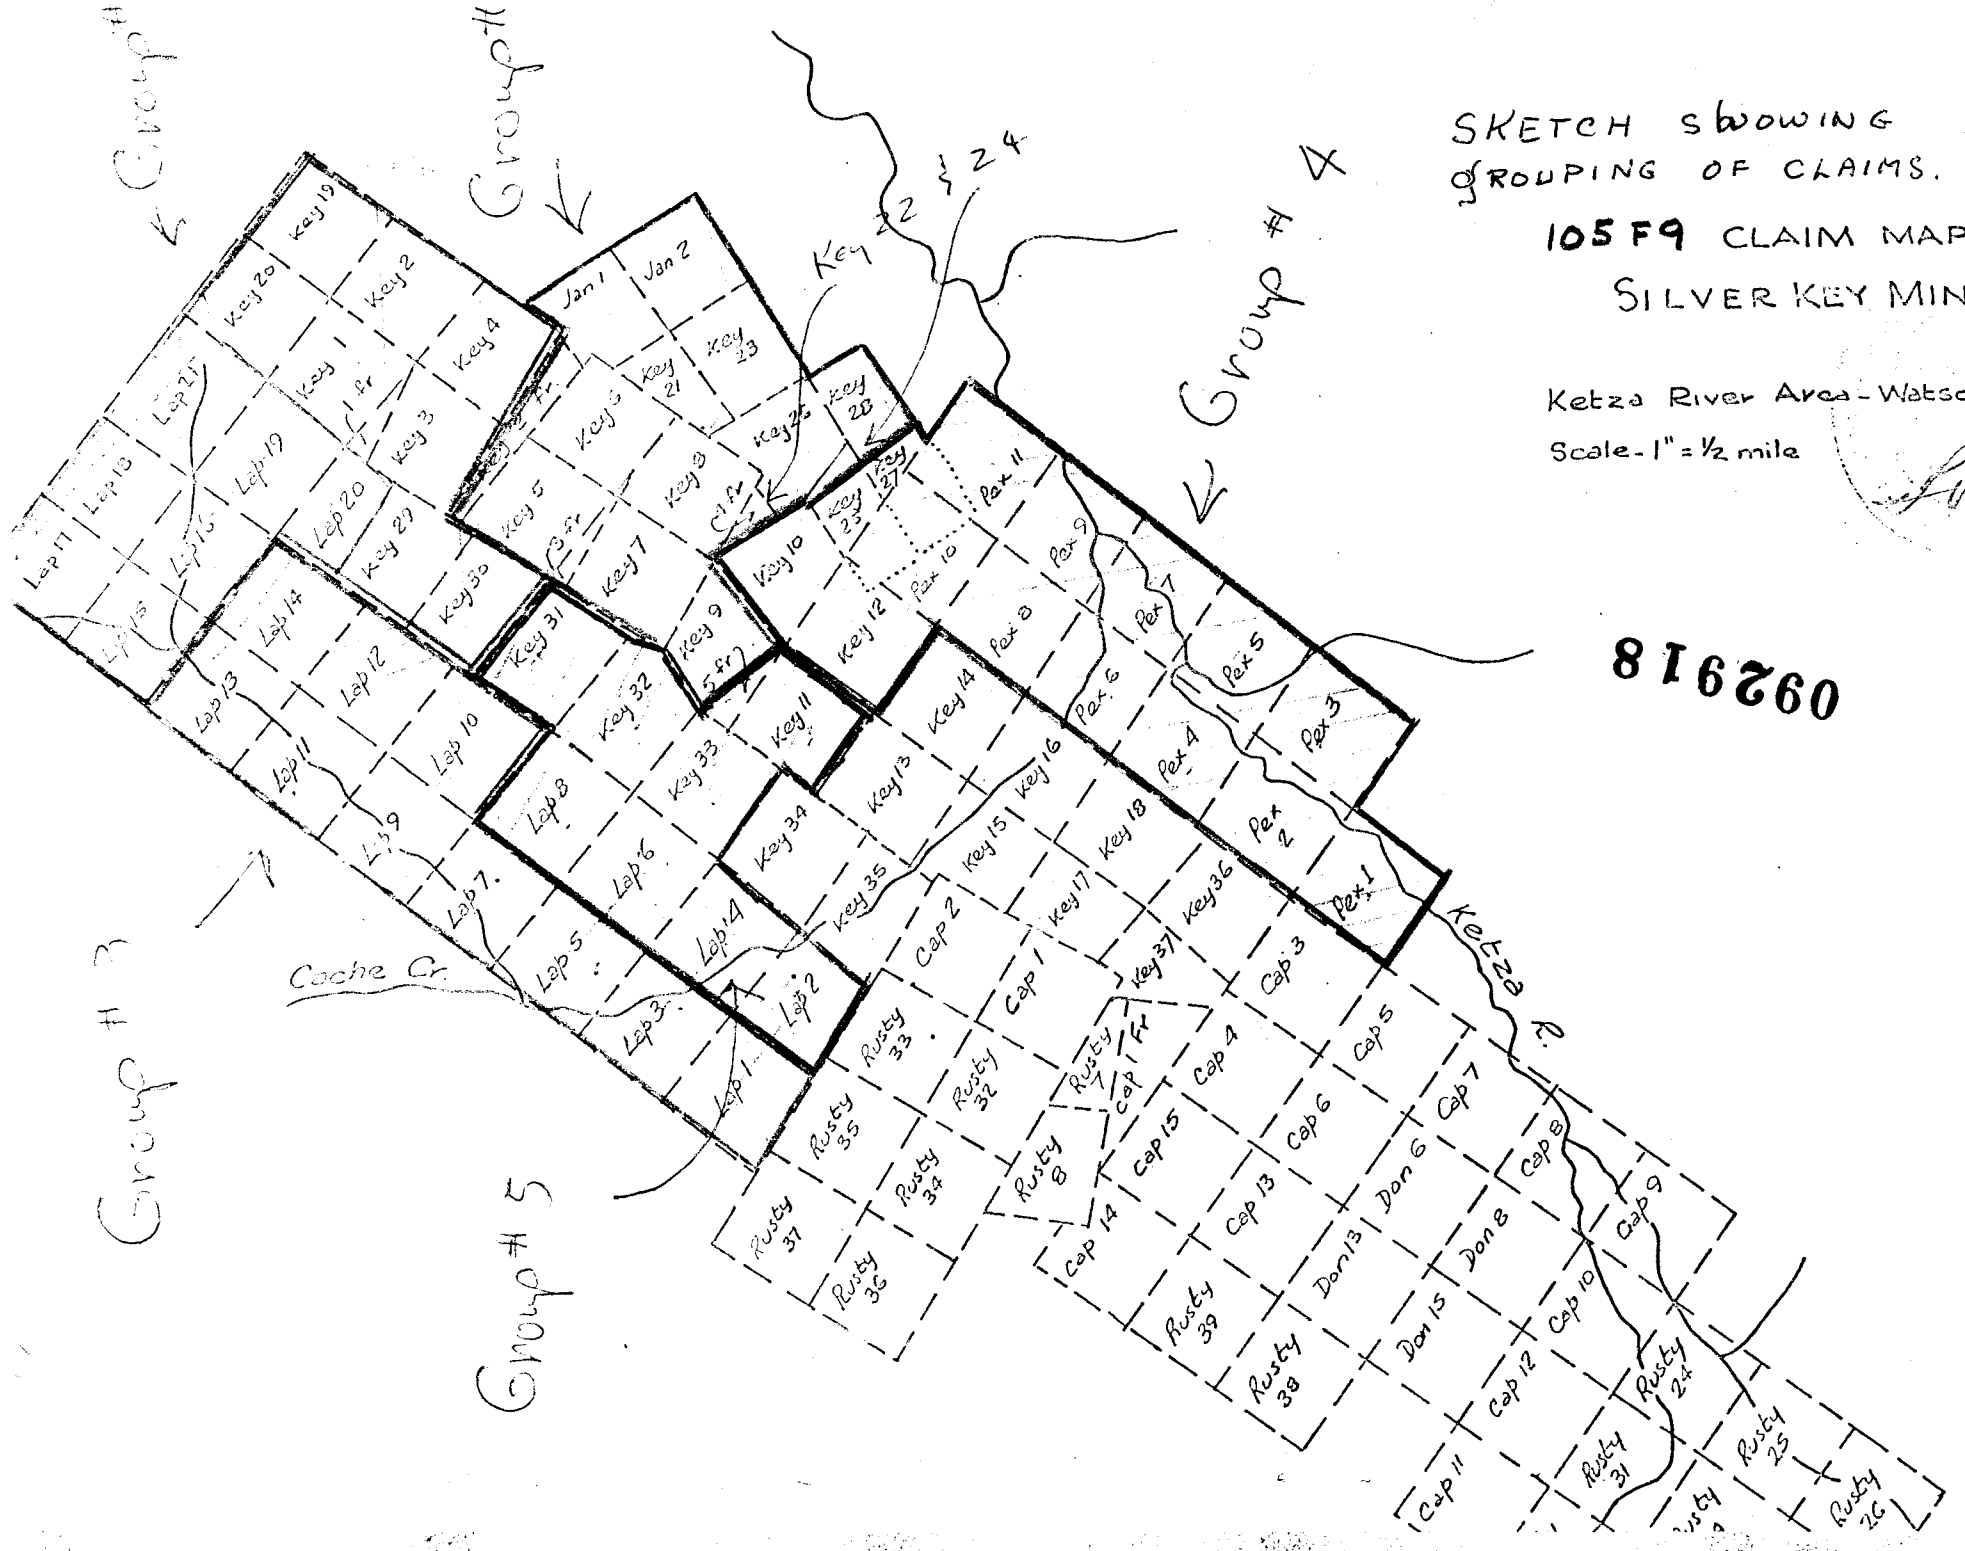 SKETCH SHOWING
GROUPING OF CLAIMS.
105 F9 CLAIM MAP
SILVER KEY MIN
Ketza River Area - Watso
Scale - 1" = ½ mile
092918
Group #
Group #
Group # 4
Group # 3
Group # 5
Key 22 & 24
Cache Cr.
Ketza R.
Key 19
Key 20
Key 2
Key 1
1 fr
Key 4
Key 3
Jan 1
Jan 2
Key 23
Key 21
Key 26
Key 28
Key 27
Key 25
Key 6
Key 5
Key 8
3 fr
Key 7
Key 10
Key 9
5 fr
Key 12
Key 11
Key 14
Key 13
Key 16
Key 15
Key 18
Key 17
Key 36
Key 37
Key 29
Key 30
Key 31
Key 32
Key 33
Key 34
Key 35
Lap 21
Lap 19
Lap 20
Lap 18
Lap 17
Lap 16
Lap 15
Lap 14
Lap 13
Lap 12
Lap 11
Lap 10
Lap 9
Lap 8
Lap 7.
Lap 6
Lap 5
Lap 4
Lap 3
Lap 2
Lap 1
Pex 11
Pex 10
Pex 9
Pex 8
Pex 7
Pex 6
Pex 5
Pex 4
Pex 3
Pex 2
Pex 1
Cap 2
Cap 1
Cap 3
Cap 1 Fr
Cap 4
Cap 5
Cap 6
Cap 7
Cap 8
Cap 9
Cap 10
Cap 11
Cap 12
Cap 13
Cap 14
Cap 15
Don 6
Don 8
Don 13
Don 15
Rusty 33
Rusty 32
Rusty 35
Rusty 34
Rusty 37
Rusty 36
Rusty 7
Rusty 8
Rusty 39
Rusty 38
Rusty 24
Rusty 25
Rusty 26
Rusty 31